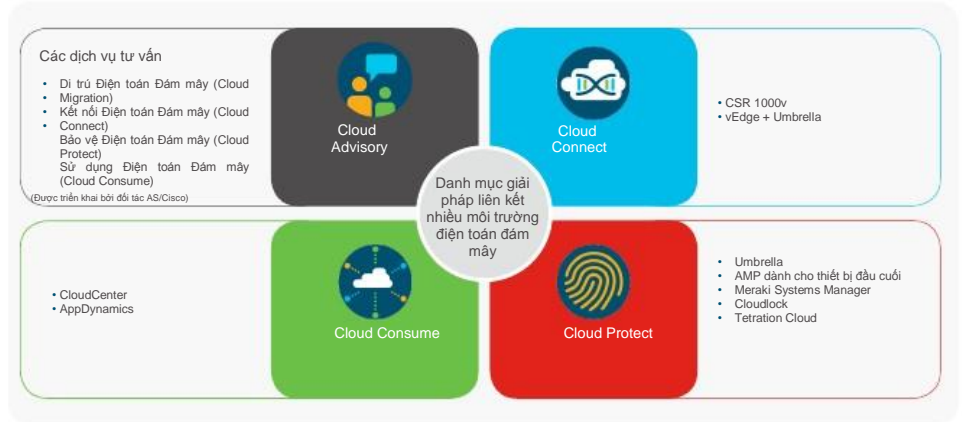 Các dịch vụ tư vấn
• Di trú Điện toán Đám mây (Cloud
• Migration)
• Kết nối Điện toán Đám mây (Cloud
• Connect)
Bảo vệ Điện toán Đám mây (Cloud
Protect)
Sử dụng Điện toán Đám mây
(Cloud Consume)
(Được triển khai bởi đối tác AS/Cisco)
Cloud
Advisory
Cloud
Connect
• CSR 1000v
• vEdge + Umbrella
Danh mục giải
pháp liên kết
nhiều môi trường
điện toán đám
mây
• CloudCenter
• AppDynamics
Cloud Consume
Cloud Protect
• Umbrella
• AMP dành cho thiết bị đầu cuối
• Meraki Systems Manager
• Cloudlock
• Tetration Cloud